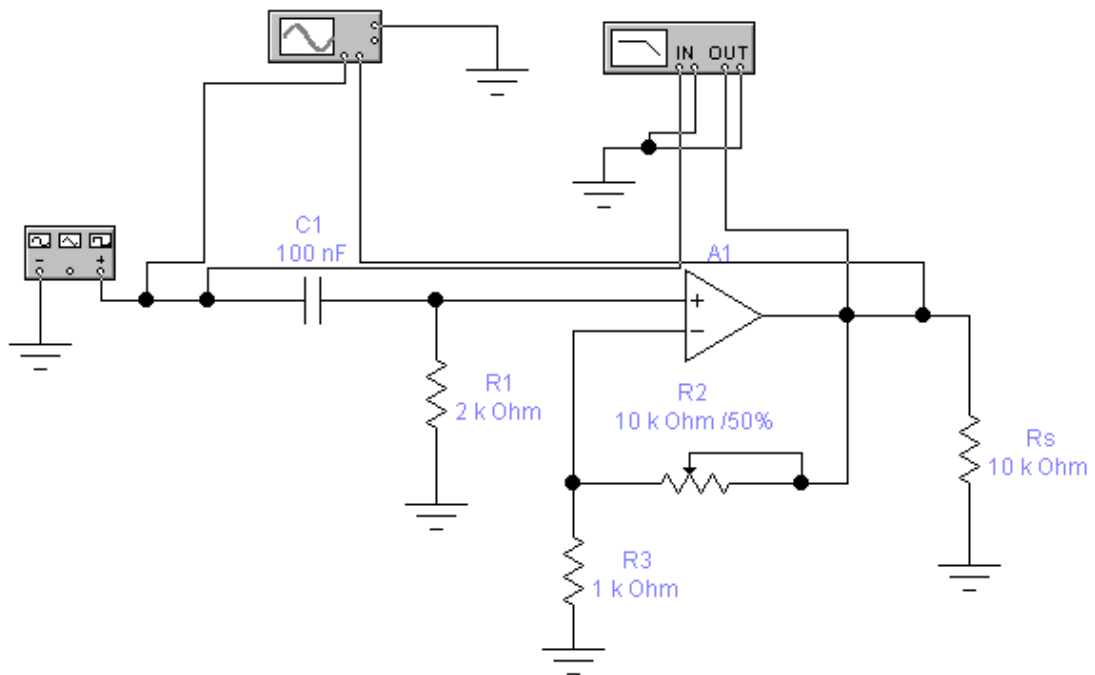 IN OUT
C1
100 nF
A1
+
−
− +
R1
2 k Ohm
R2
10 k Ohm /50%
Rs
10 k Ohm
R3
1 k Ohm